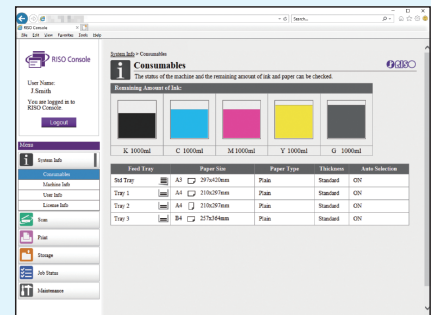 Search...
RISO Console
File Edit View Favorites Tools Help
RISO Console
User Name:
J Smith
You are logged in to
RISO Console.
Logout
Menu
System Info
Consumables
Machine Info
User Info
License Info
Scan
Print
Storage
Job Status
Maintenance
System Info > Consumables
Consumables
The status of the machine and the remaining amount of ink and paper can be checked.
RISO
Remaining Amount of Ink:
K 1000ml C 1000ml M 1000ml Y 1000ml G 1000ml
Feed Tray Paper Size Paper Type Thickness Auto Selection
Std Tray A3 297x420mm Plain Standard ON
Tray 1 A4 210x297mm Plain Standard ON
Tray 2 A4 210x297mm Plain Standard ON
Tray 3 B4 257x364mm Plain Standard ON